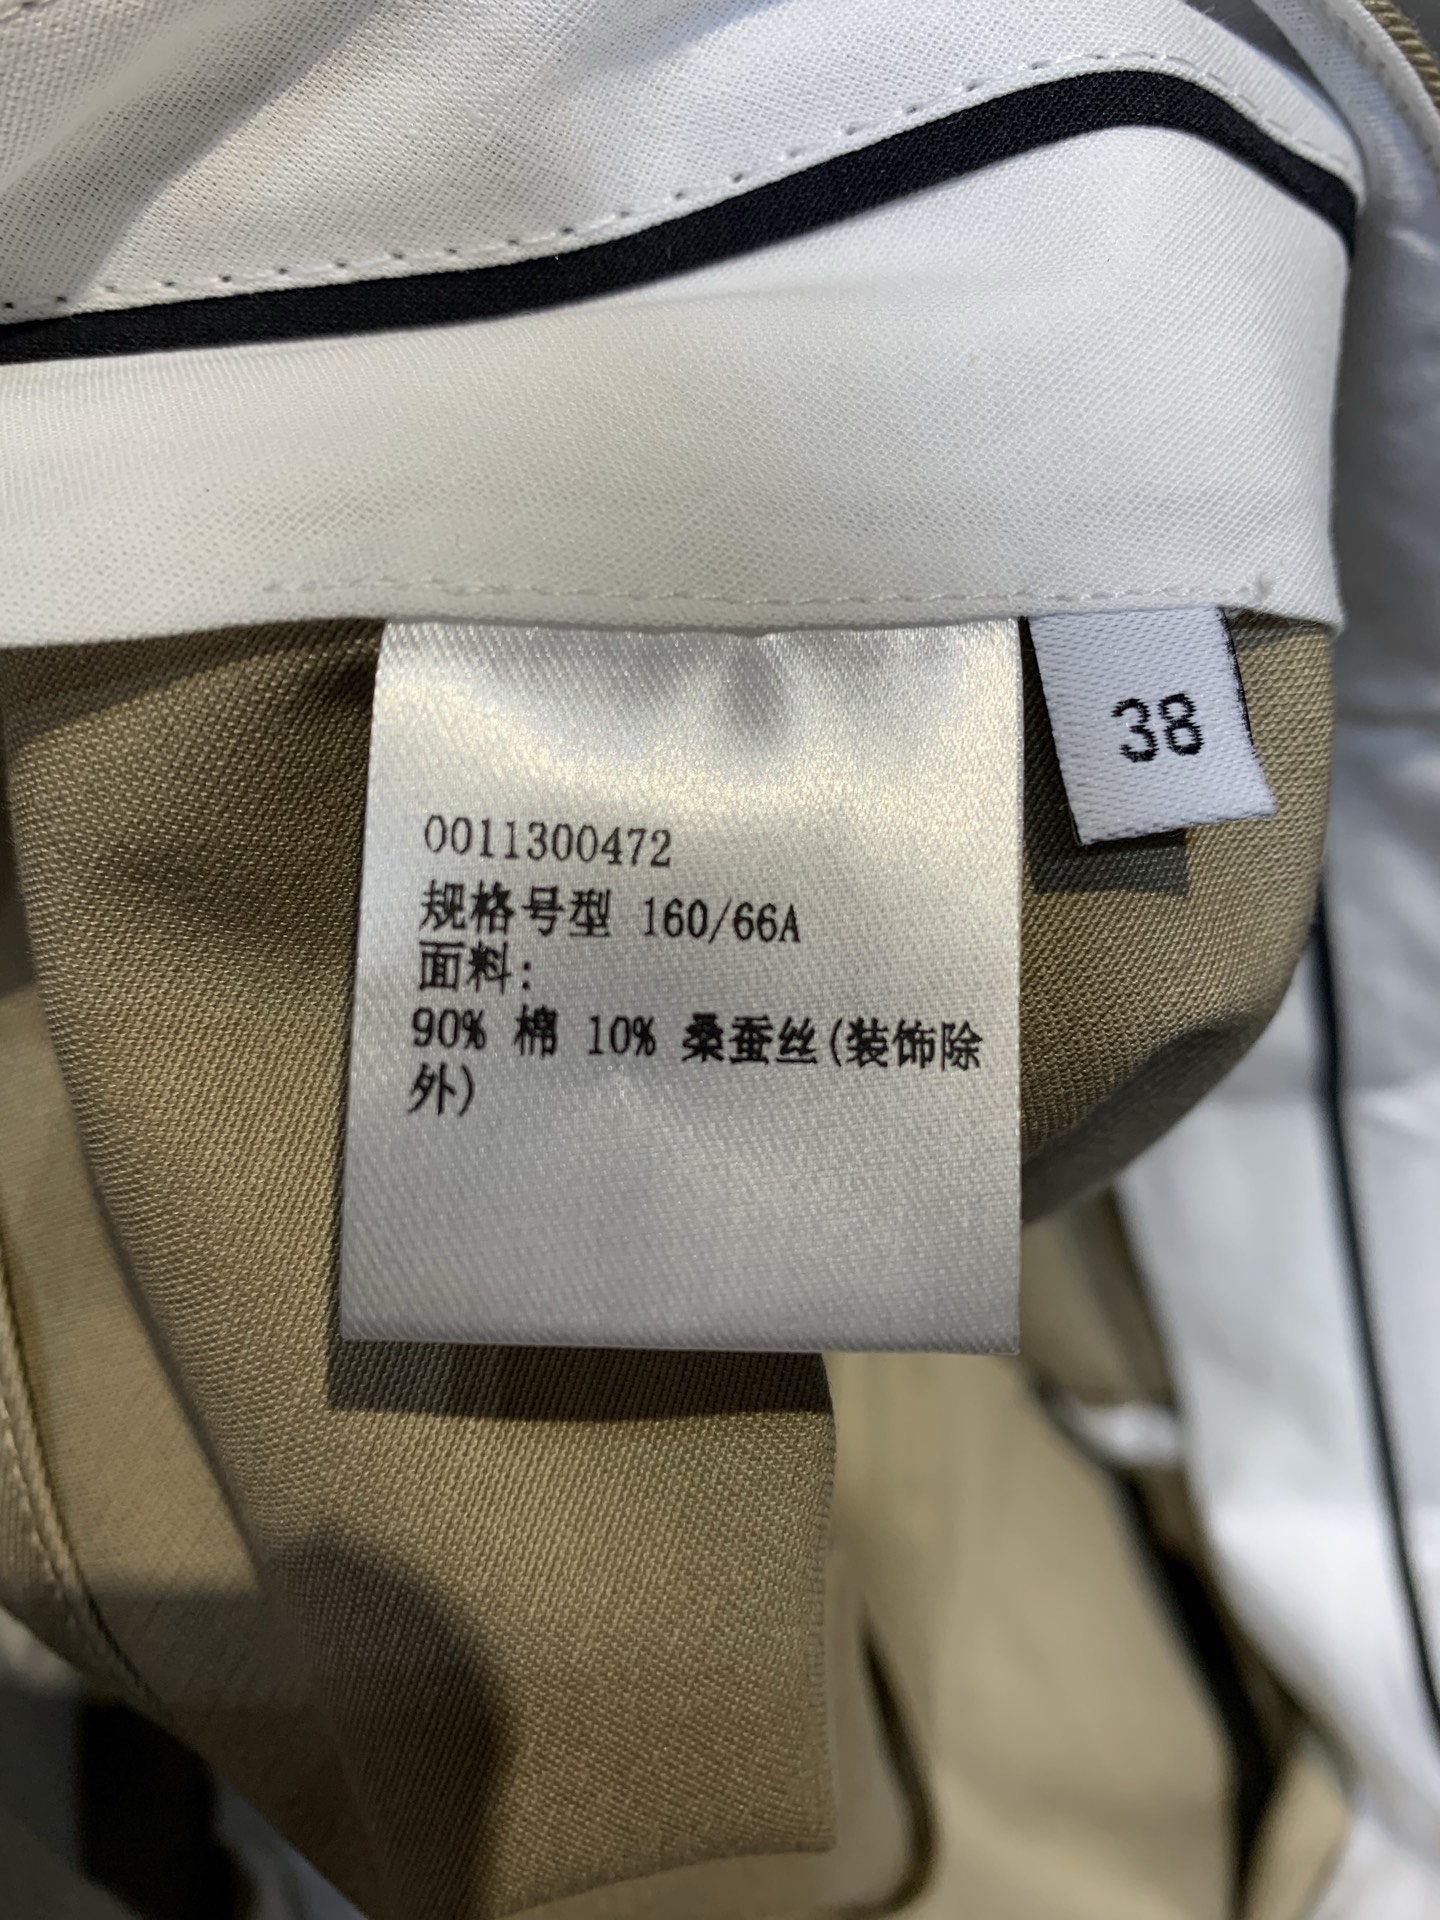 38
0011300472
规格号型 160/66A
面料:
90% 棉 10% 桑蚕丝(装饰除
外)